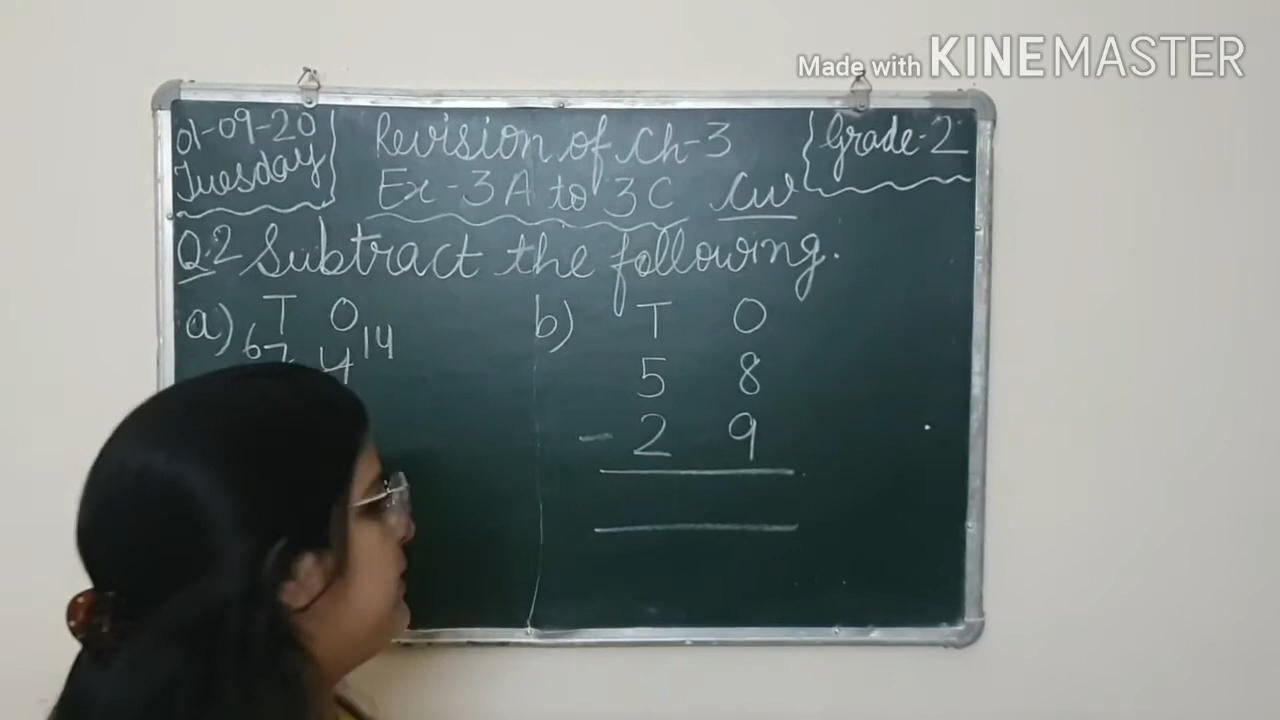 Made with KINEMASTER
01-09-20
Tuesday
Revision of Ch-3
Ex-3A to 3C CW
Grade-2
Q.2 Subtract the following.
a) T O
6 7 4 14
b) T O
5 8
- 2 9